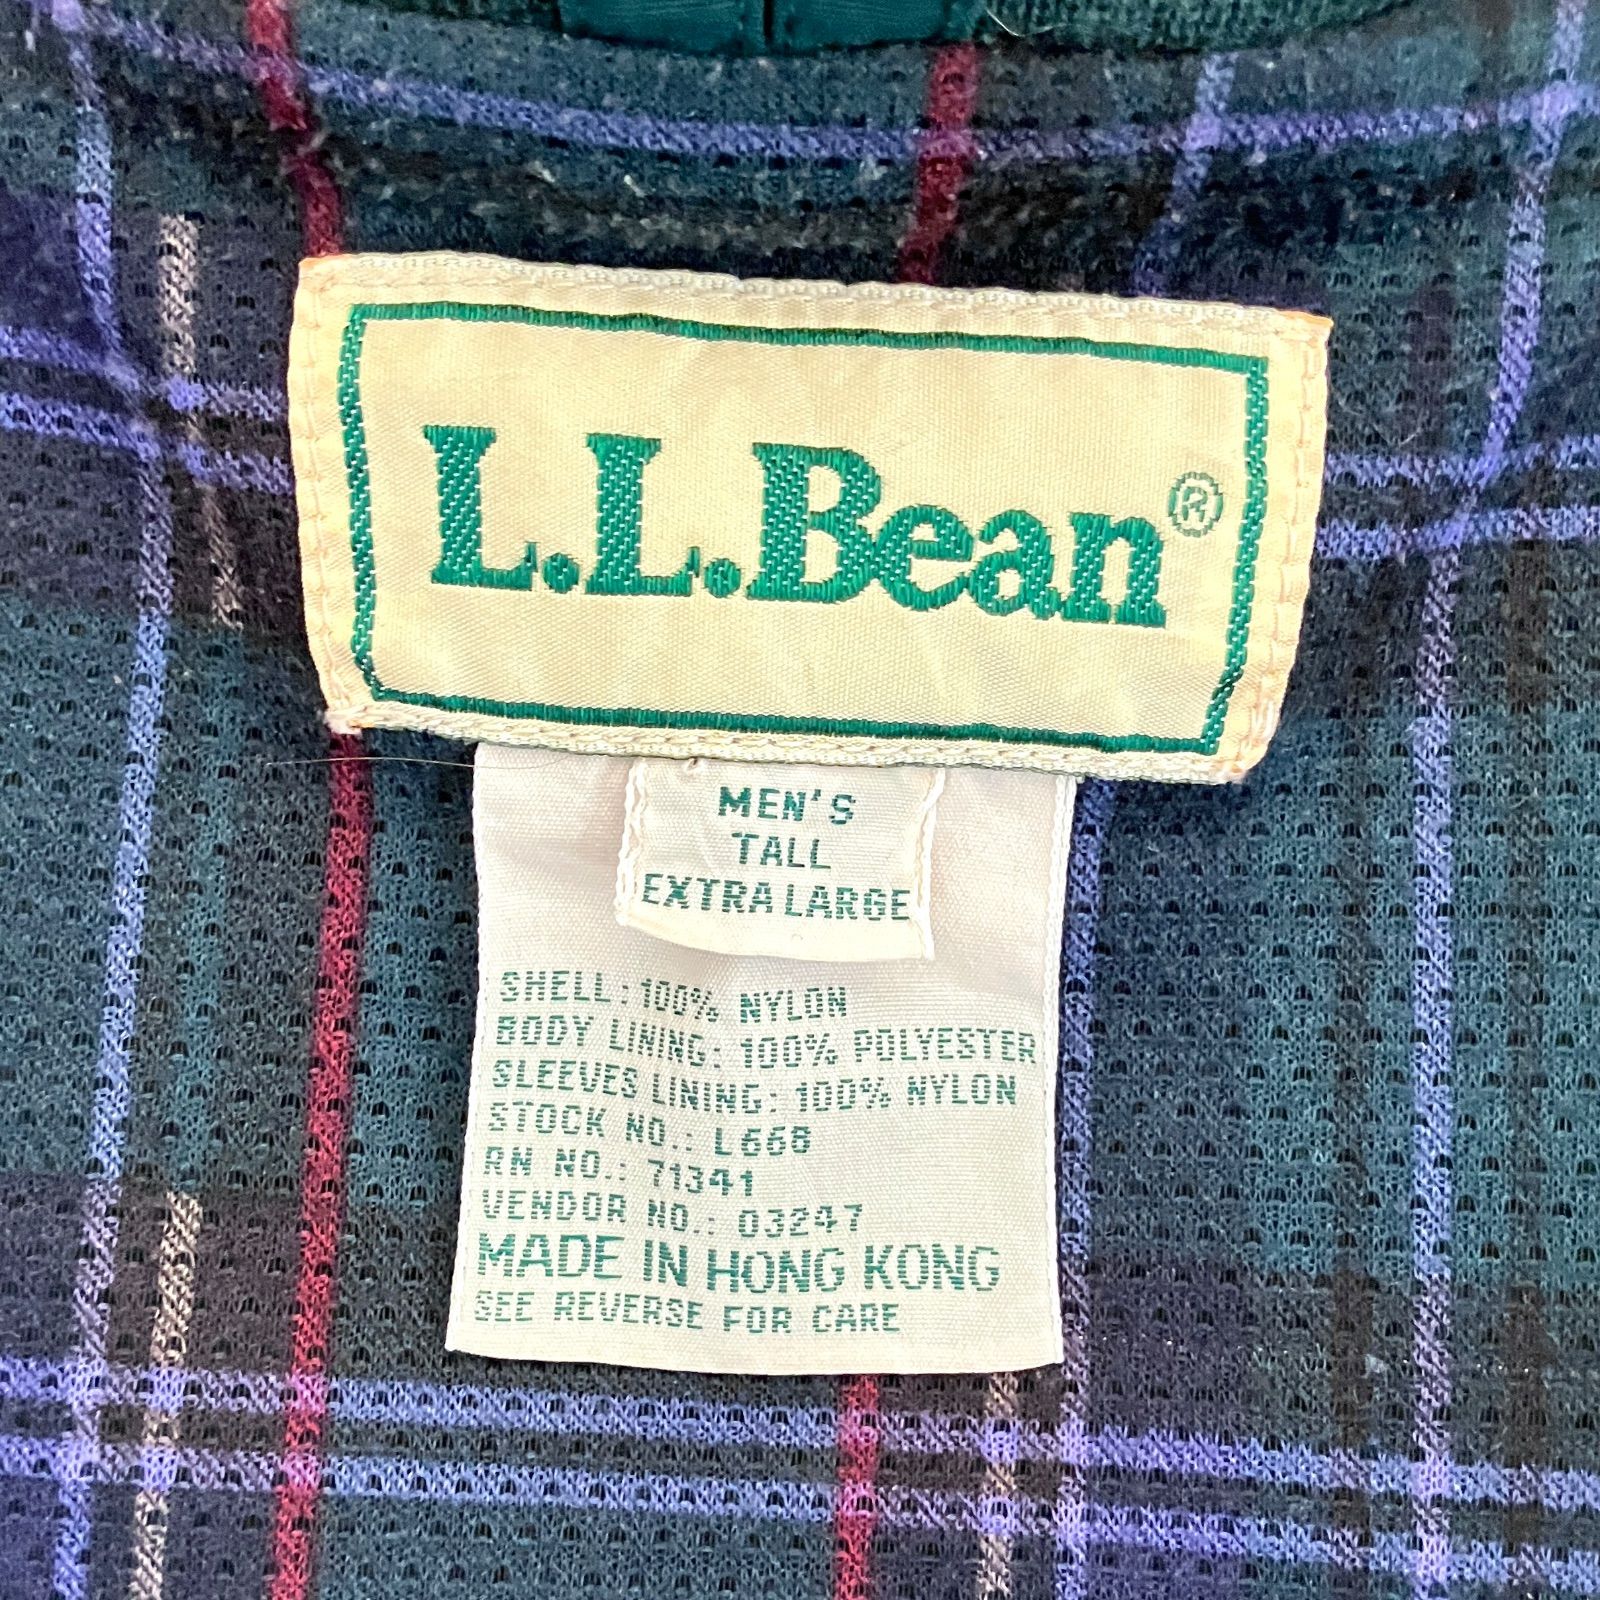 L.L.Bean®
MEN'S
TALL
EXTRA LARGE
SHELL: 100% NYLON
BODY LINING: 100% POLYESTER
SLEEVES LINING: 100% NYLON
STOCK NO.: L668
RN NO.: 71341
VENDOR NO.: 03247
MADE IN HONG KONG
SEE REVERSE FOR CARE